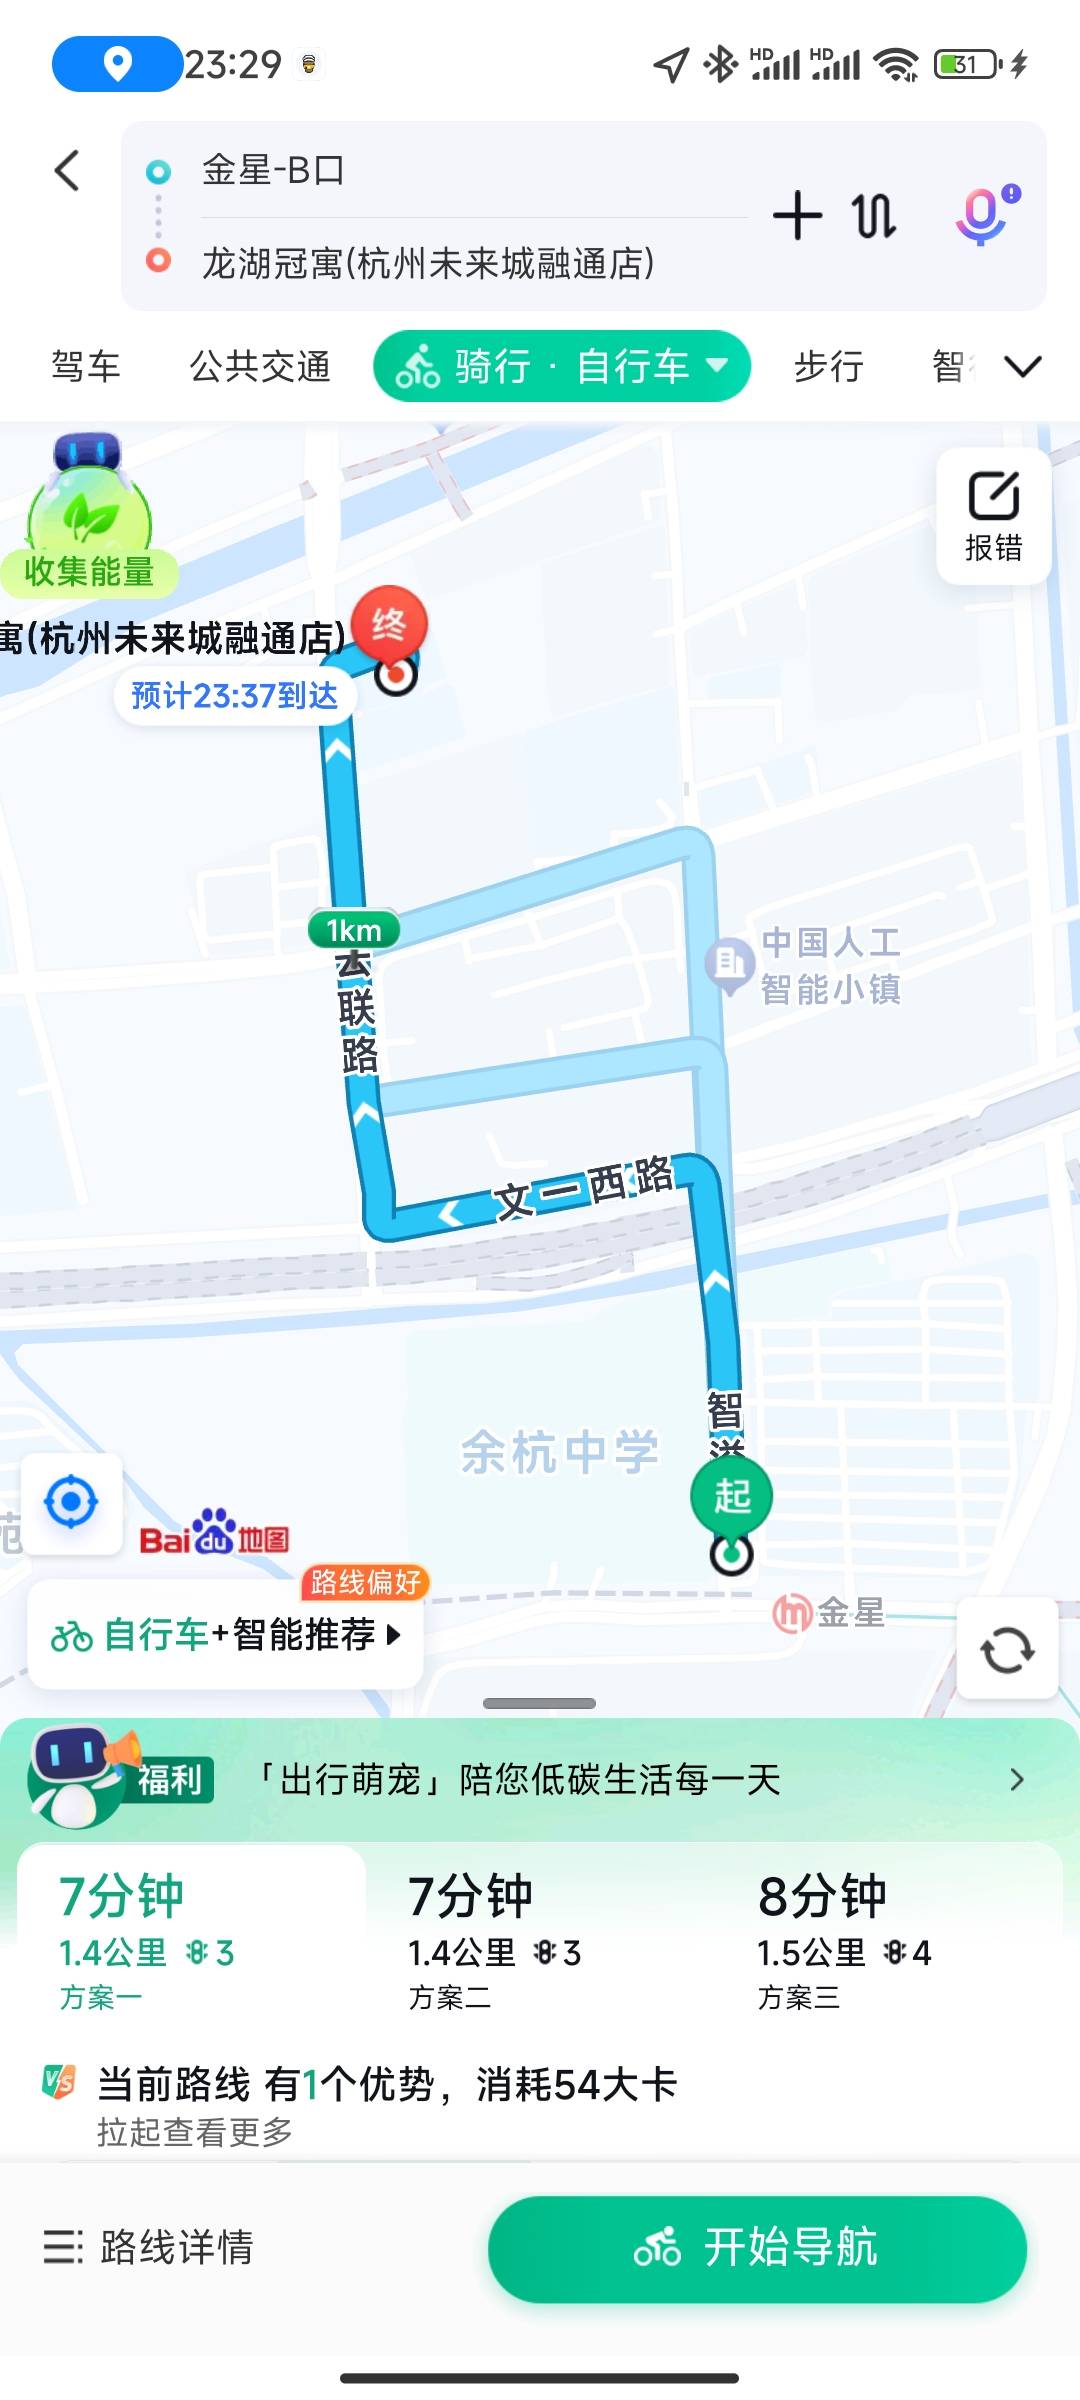 23:29
HD
HD
31
金星-B口
龙湖冠寓(杭州未来城融通店)
驾车
公共交通
骑行 · 自行车
步行
智
报错
收集能量
寓(杭州未来城融通店)
终
预计23:37到达
1km
联路
中国人工
智能小镇
文一西路
智
余杭中学
起
苑
Bai du 地图
路线偏好
自行车+智能推荐
金星
福利
「出行萌宠」陪您低碳生活每一天
7分钟
1.4公里 3
方案一
7分钟
1.4公里 3
方案二
8分钟
1.5公里 4
方案三
VS
当前路线 有1个优势，消耗54大卡
拉起查看更多
路线详情
开始导航